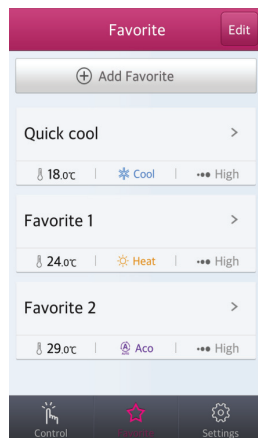 Favorite
Edit
Add Favorite
Quick cool
18.0℃ Cool High
Favorite 1
24.0℃ Heat High
Favorite 2
29.0℃ Aco High
Control Settings